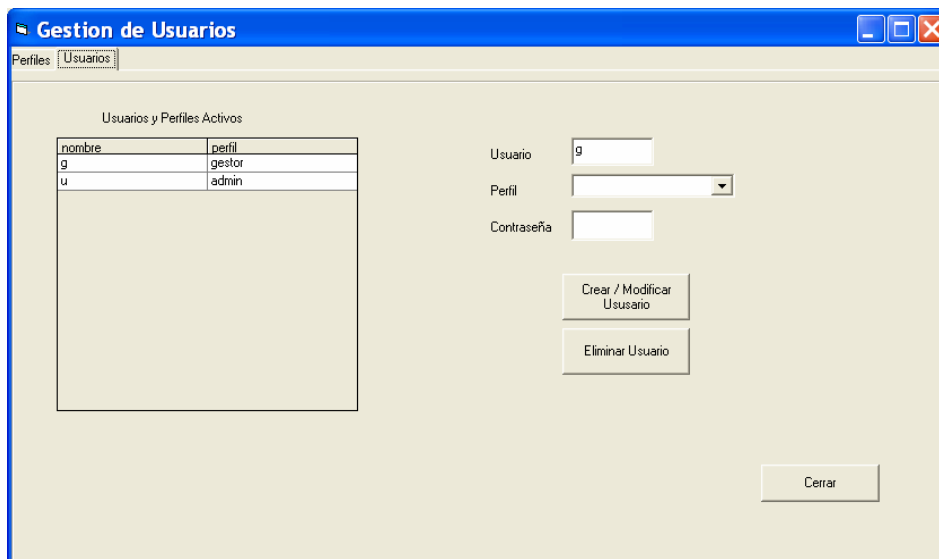 Gestion de Usuarios
Perfiles Usuarios
Usuarios y Perfiles Activos
nombre perfil
g gestor
u admin
Usuario g
Perfil
Contraseña
Crear / Modificar
Ususario
Eliminar Usuario
Cerrar